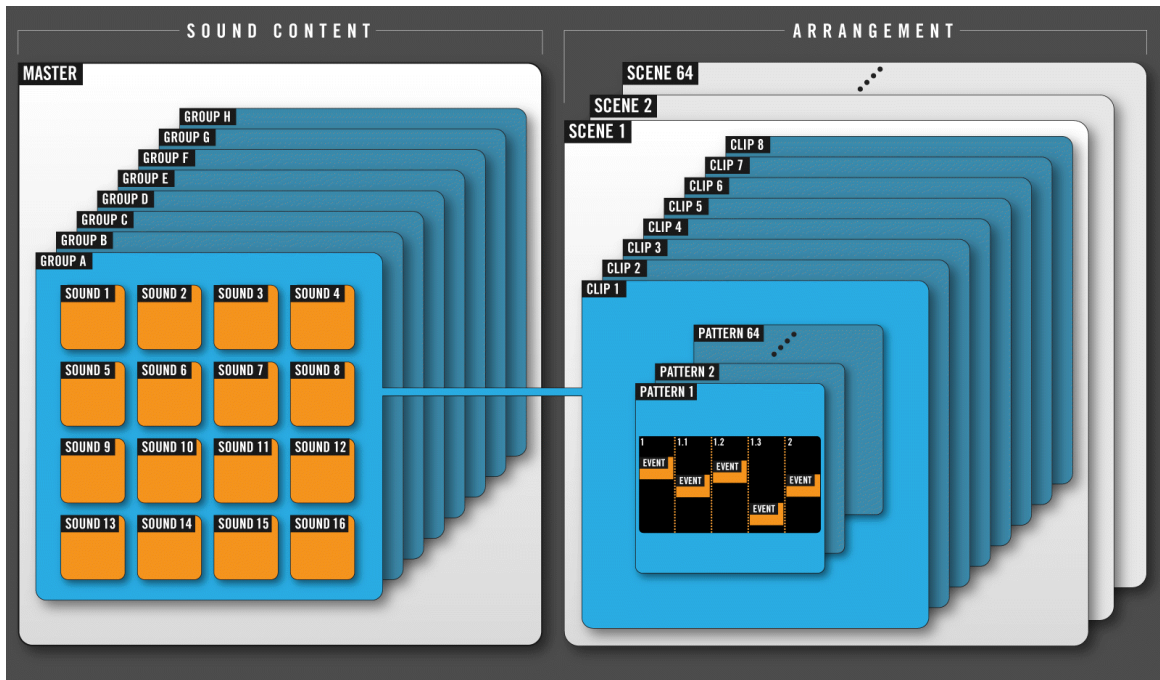 SOUND CONTENT
MASTER
GROUP H
GROUP G
GROUP F
GROUP E
GROUP D
GROUP C
GROUP B
GROUP A
SOUND 1 SOUND 2 SOUND 3 SOUND 4
SOUND 5 SOUND 6 SOUND 7 SOUND 8
SOUND 9 SOUND 10 SOUND 11 SOUND 12
SOUND 13 SOUND 14 SOUND 15 SOUND 16
ARRANGEMENT
SCENE 64
SCENE 2
SCENE 1
CLIP 8
CLIP 7
CLIP 6
CLIP 5
CLIP 4
CLIP 3
CLIP 2
CLIP 1
PATTERN 64
PATTERN 2
PATTERN 1
1 1.1 1.2 1.3 2
EVENT
EVENT
EVENT
EVENT
EVENT